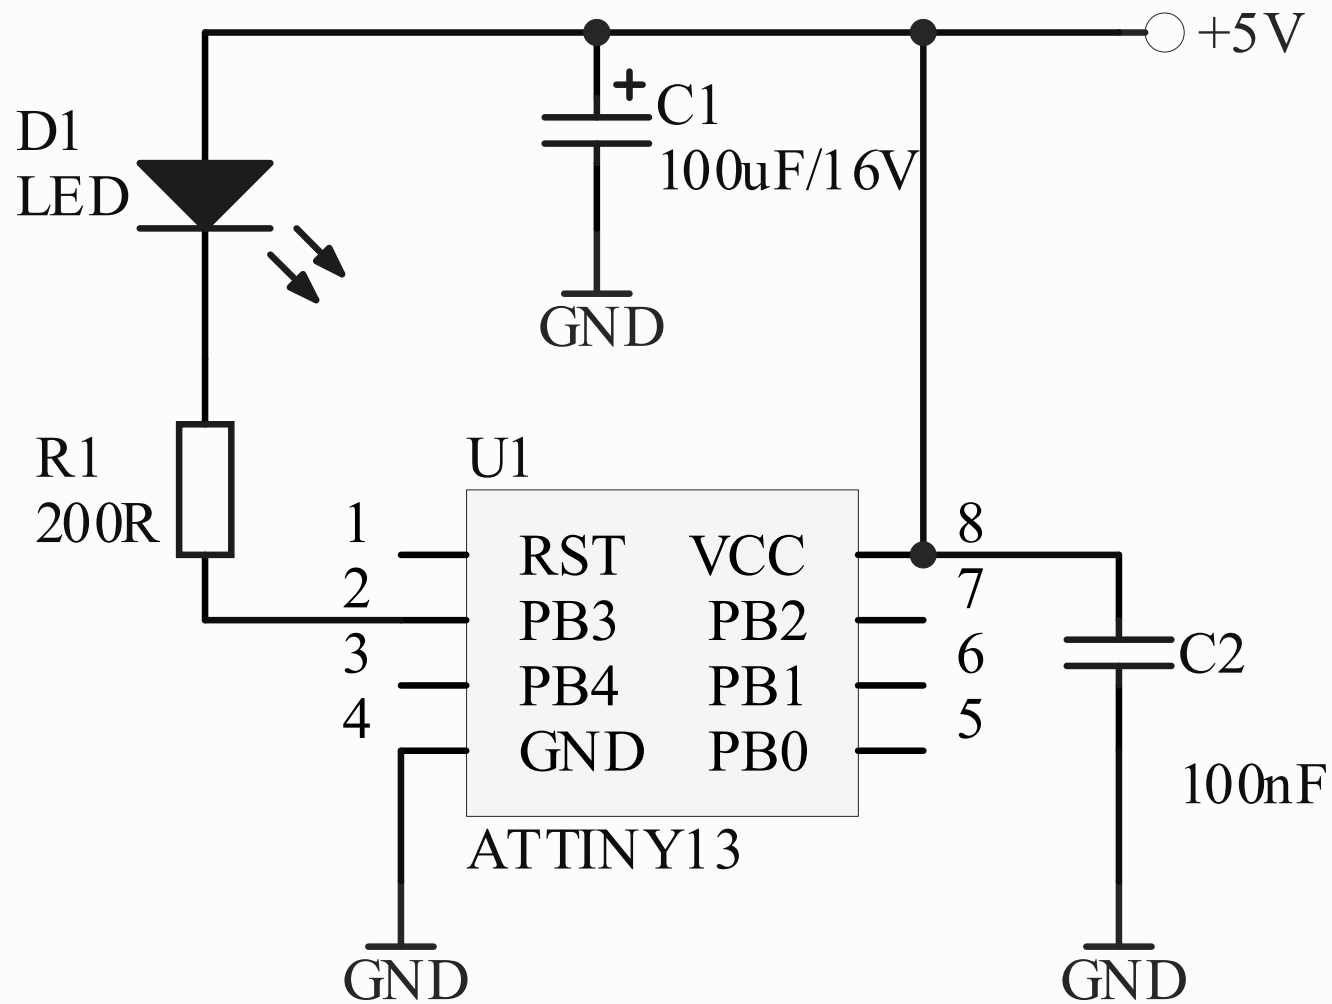 +5V
D1
LED
+
C1
100uF/16V
GND
R1
200R
U1
1
RST
VCC
8
2
PB3
PB2
7
3
PB4
PB1
6
4
GND
PB0
5
C2
100nF
ATTINY13
GND
GND